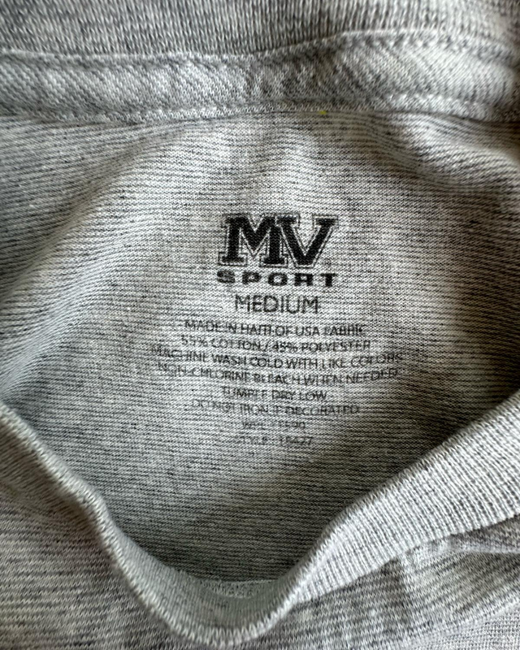 MV
SPORT
MEDIUM
MADE IN HAITI OF USA FABRIC
55% COTTON / 45% POLYESTER
MACHINE WASH COLD WITH LIKE COLORS
NON-CHLORINE BLEACH WHEN NEEDED
TUMBLE DRY LOW
DO NOT IRON IF DECORATED